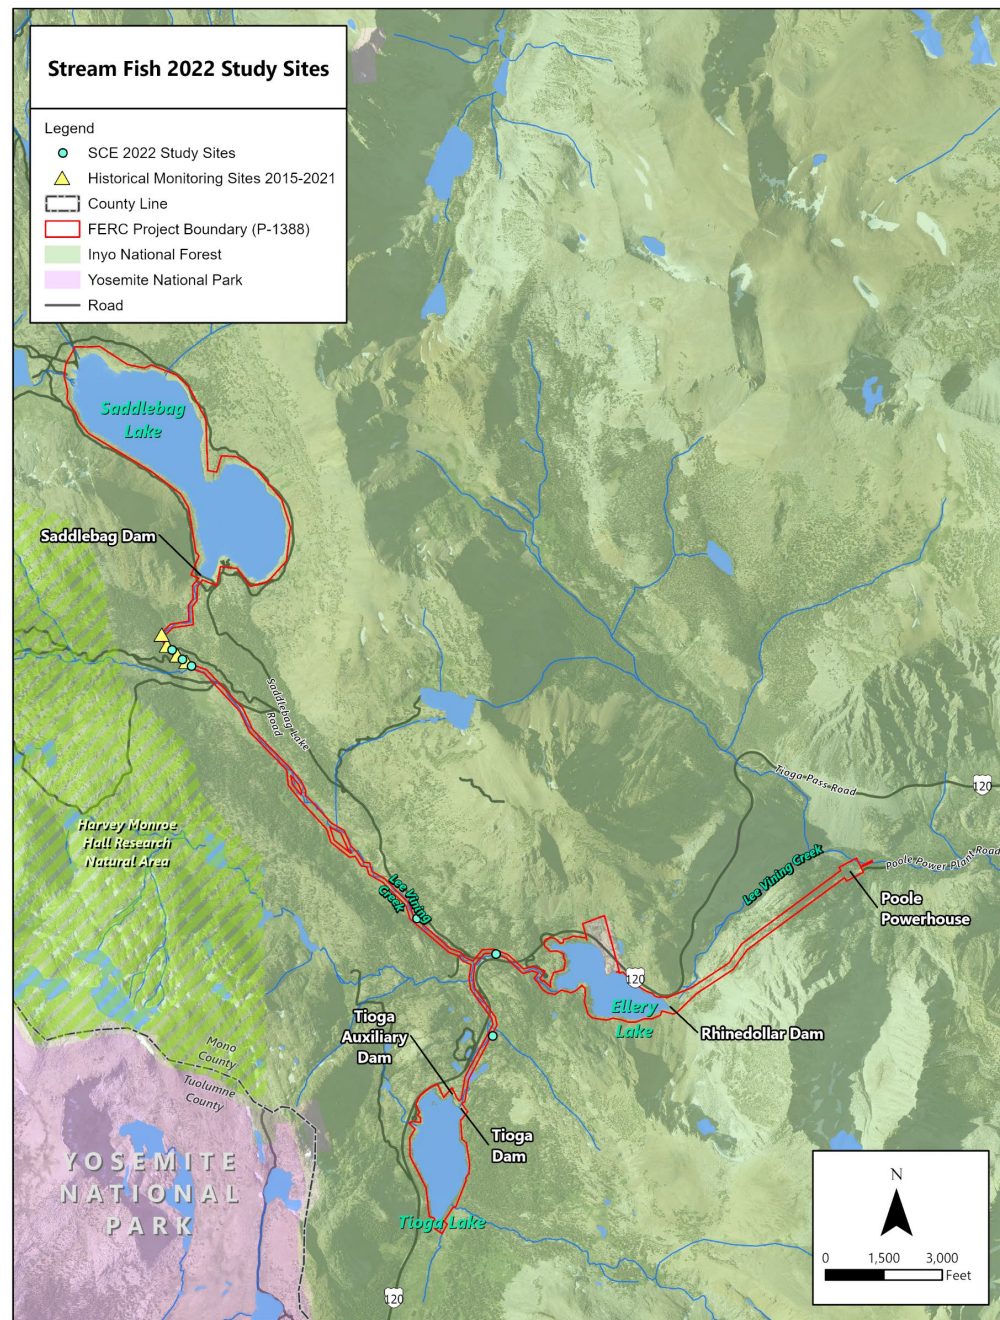 Stream Fish 2022 Study Sites
Legend
SCE 2022 Study Sites
Historical Monitoring Sites 2015-2021
County Line
FERC Project Boundary (P-1388)
Inyo National Forest
Yosemite National Park
Road
Saddlebag
Lake
Saddlebag Dam
Saddlebag Lake
Road
Tioga Pass Road
120
Harvey Monroe
Hall Research
Natural Area
Lee Vining Creek
Poole Power Plant Road
Poole
Powerhouse
Lee Vining
Creek
120
Ellery
Lake
Rhinedollar Dam
Tioga
Auxiliary
Dam
Mono
County
Tuolumne
County
Tioga
Dam
YOSEMITE
NATIONAL
PARK
Tioga Lake
120
N
0 1,500 3,000
Feet